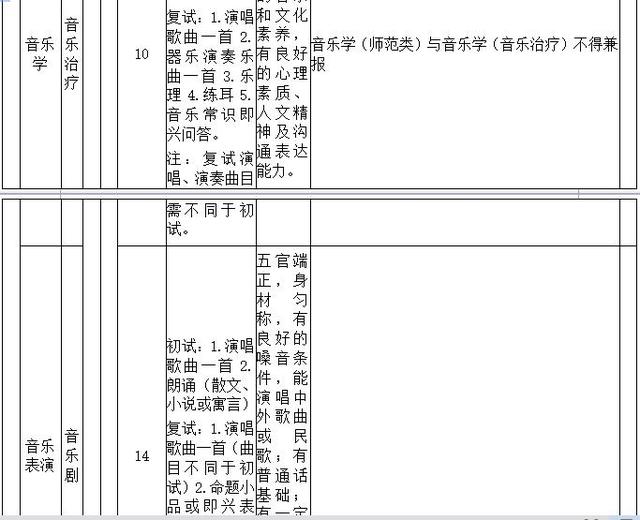 音乐学
音乐治疗
10
复试：1.演唱
歌曲一首 2.
器乐演奏乐
曲一首 3.乐
理 4.练耳 5.
音乐常识即
兴问答。
注：复试演
唱、演奏曲目
和文化
素养，
有良好
的心理
素质、
人文精
神及沟
通表达
能力。
音乐学（师范类）与音乐学（音乐治疗）不得兼
报
需不同于初
试。
音乐
表演
音乐剧
14
初试：1.演唱
歌曲一首 2.
朗诵（散文、
小说或寓言）
复试：1.演唱
歌曲一首（曲
目不同于初
试）2.命题小
品或即兴表
五官端
正，身
材匀
称，有
良好的
嗓音条
件，能
演唱中
外歌曲
或民
歌；有
普通话
基础；
有一定